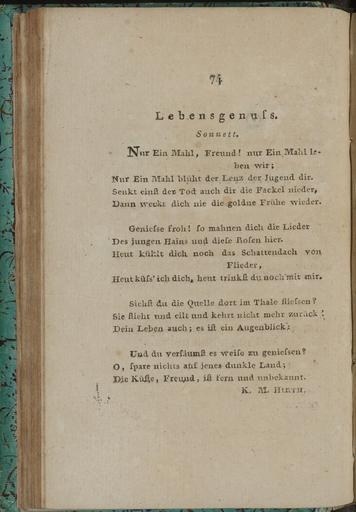 74
Lebensgenuſs.
Sonnett.
Nur Ein Mahl, Freund! nur Ein Mahl le-
ben wir;
Nur Ein Mahl blüht der Lenz der Jugend dir.
Senkt einſt der Tod auch dir die Fackel nieder,
Dann weckt dich nie die goldne Frühe wieder.
Genieſse froh! ſo mahnen dich die Lieder
Des jungen Hains und dieſe Roſen hier.
Heut kühlt dich noch das Schattendach von
Flieder,
Heut küſs' ich dich, heut trinkſt du noch mit mir.
Siehſt du die Quelle dort im Thale flieſsen?
Sie flieht und eilt und kehrt nicht mehr zurück!
Dein Leben auch; es iſt ein Augenblick:
Und du verſäumſt es weiſe zu genieſsen?
O, ſpare nichts auf jenes dunkle Land;
Die Küſte, Freund, iſt fern und unbekannt.
K. M.